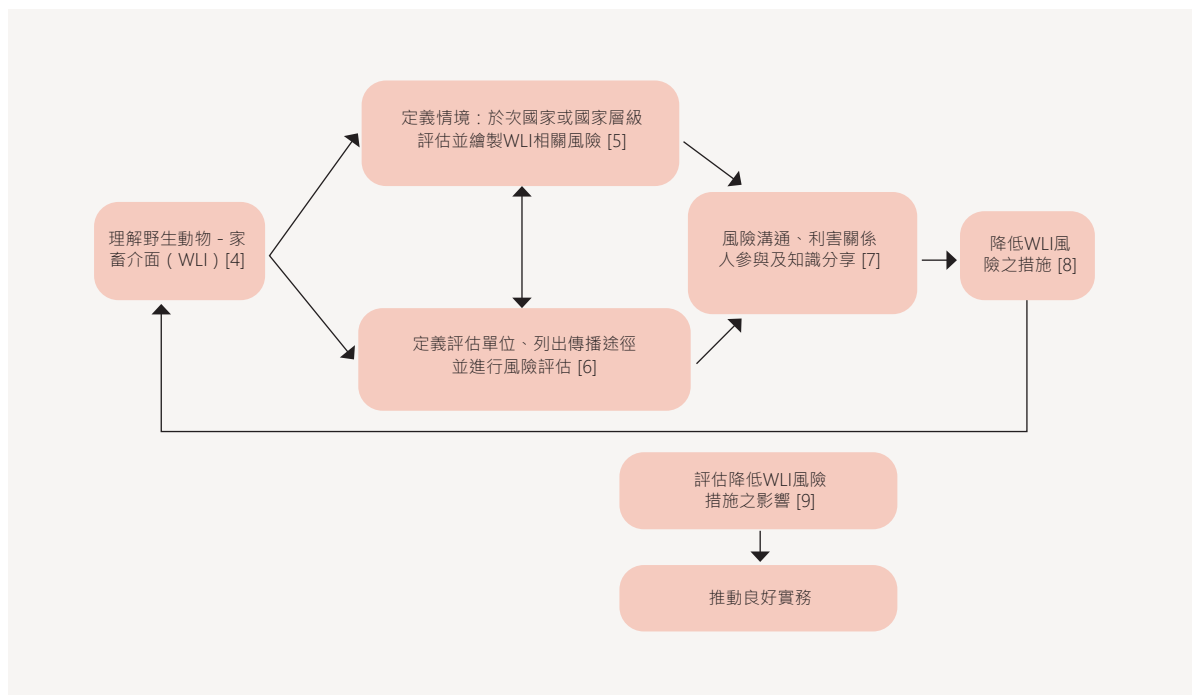 理解野生動物 - 家
畜介面（WLI）[4]
定義情境：於次國家或國家層級
評估並繪製WLI相關風險 [5]
定義評估單位、列出傳播途徑
並進行風險評估 [6]
風險溝通、利害關係
人參與及知識分享 [7]
降低WLI風
險之措施 [8]
評估降低WLI風險
措施之影響 [9]
推動良好實務